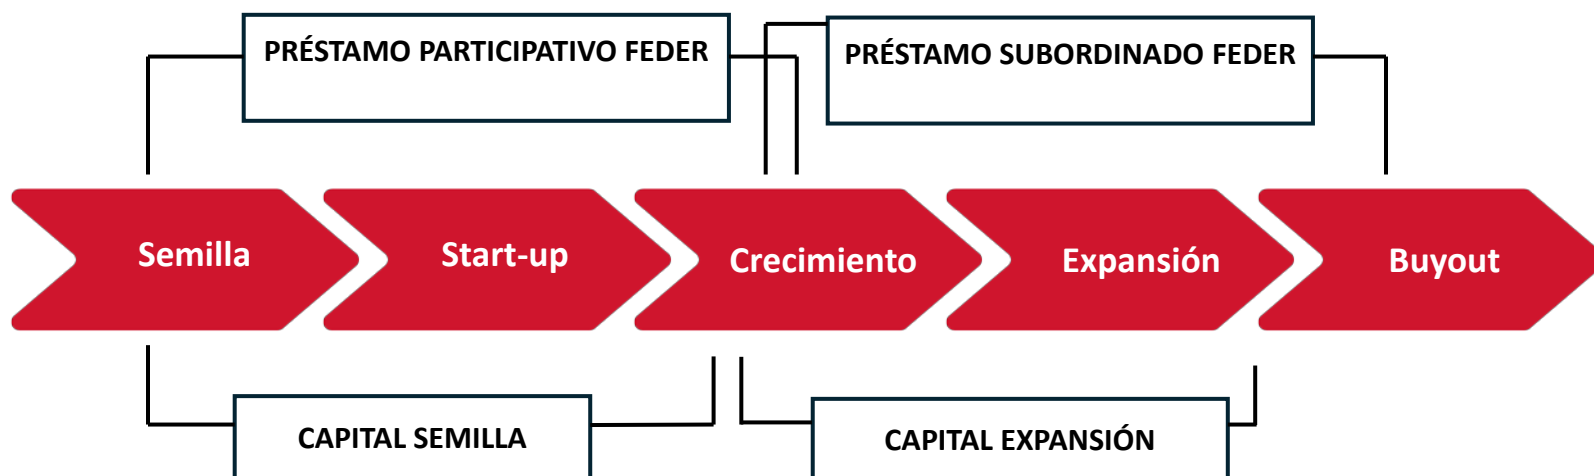 PRÉSTAMO PARTICIPATIVO FEDER
PRÉSTAMO SUBORDINADO FEDER
Semilla
Start-up
Crecimiento
Expansión
Buyout
CAPITAL SEMILLA
CAPITAL EXPANSIÓN